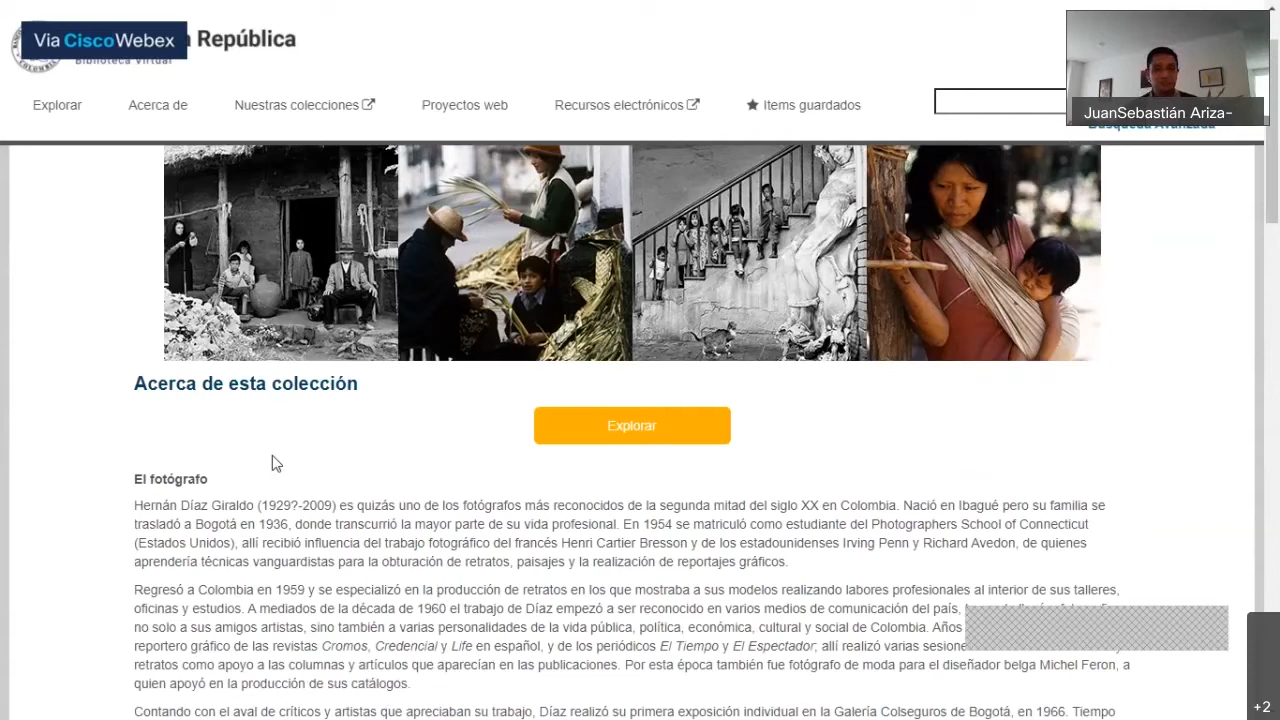 Via Cisco Webex
República
Biblioteca Virtual
Explorar
Acerca de
Nuestras colecciones
Proyectos web
Recursos electrónicos
Items guardados
JuanSebastián Ariza-
Búsqueda Avanzada
Acerca de esta colección
Explorar
El fotógrafo
Hernán Díaz Giraldo (1929?-2009) es quizás uno de los fotógrafos más reconocidos de la segunda mitad del siglo XX en Colombia. Nació en Ibagué pero su familia se
trasladó a Bogotá en 1936, donde transcurrió la mayor parte de su vida profesional. En 1954 se matriculó como estudiante del Photographers School of Connecticut
(Estados Unidos), allí recibió influencia del trabajo fotográfico del francés Henri Cartier Bresson y de los estadounidenses Irving Penn y Richard Avedon, de quienes
aprendería técnicas vanguardistas para la obturación de retratos, paisajes y la realización de reportajes gráficos.
Regresó a Colombia en 1959 y se especializó en la producción de retratos en los que mostraba a sus modelos realizando labores profesionales al interior de sus talleres,
oficinas y estudios. A mediados de la década de 1960 el trabajo de Díaz empezó a ser reconocido en varios medios de comunicación del país,
no solo a sus amigos artistas, sino también a varias personalidades de la vida pública, política, económica, cultural y social de Colombia. Años
reportero gráfico de las revistas Cromos, Credencial y Life en español, y de los periódicos El Tiempo y El Espectador; allí realizó varias
retratos como apoyo a las columnas y artículos que aparecían en las publicaciones. Por esta época también fue fotógrafo de moda para el diseñador belga Michel Feron, a
quien apoyó en la producción de sus catálogos.
Contando con el aval de críticos y artistas que apreciaban su trabajo, Díaz realizó su primera exposición individual en la Galería Colseguros de Bogotá, en 1966. Tiempo
+2